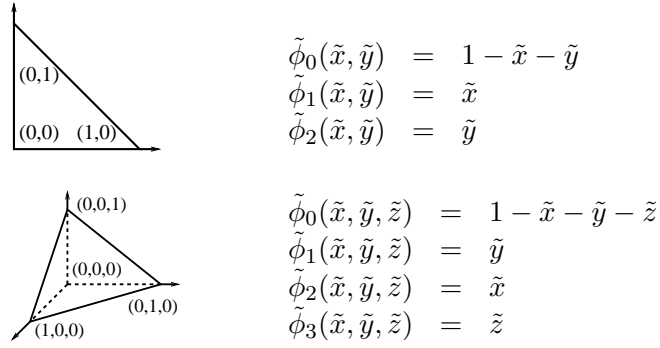 (0,1)
(0,0) (1,0)
ϕ̃₀(x̃, ỹ) = 1 − x̃ − ỹ
ϕ̃₁(x̃, ỹ) = x̃
ϕ̃₂(x̃, ỹ) = ỹ
(0,0,1)
(0,0,0)
(0,1,0)
(1,0,0)
ϕ̃₀(x̃, ỹ, z̃) = 1 − x̃ − ỹ − z̃
ϕ̃₁(x̃, ỹ, z̃) = ỹ
ϕ̃₂(x̃, ỹ, z̃) = x̃
ϕ̃₃(x̃, ỹ, z̃) = z̃